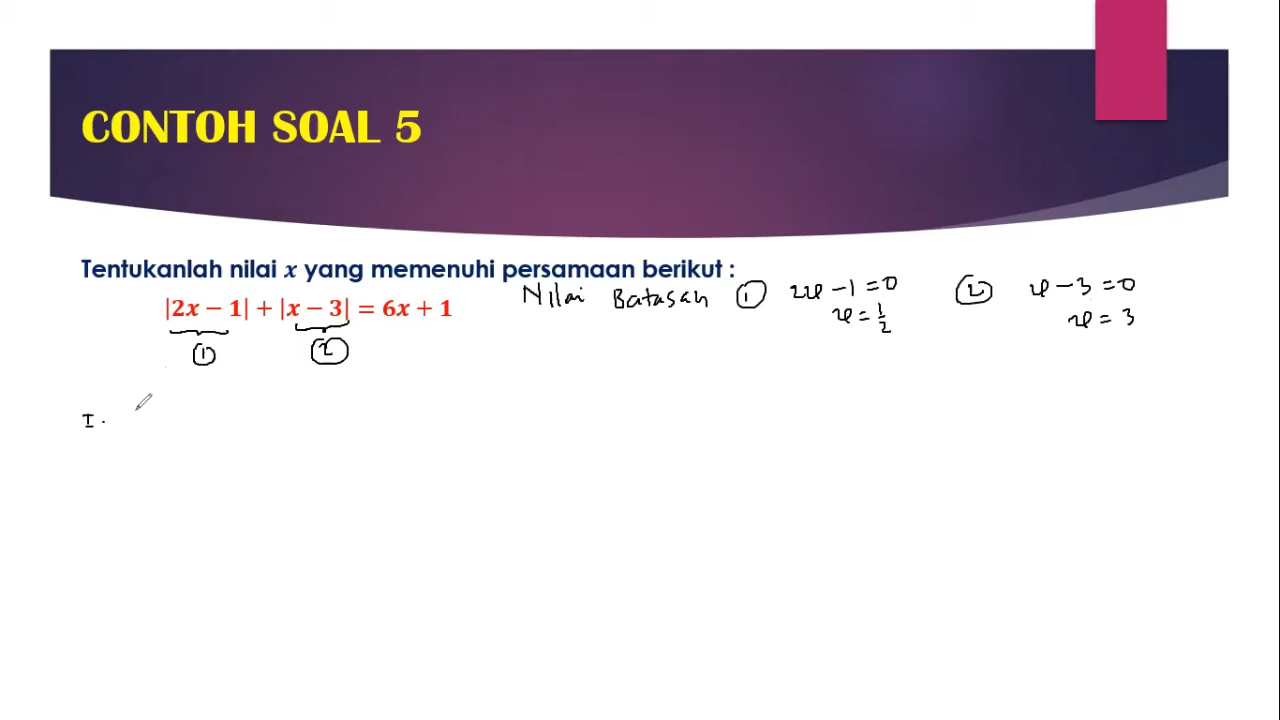 CONTOH SOAL 5
Tentukanlah nilai x yang memenuhi persamaan berikut :
|2x − 1| + |x − 3| = 6x + 1
① ②
Nilai Batasan ① 2x − 1 = 0
x = 1/2
② x − 3 = 0
x = 3
I.